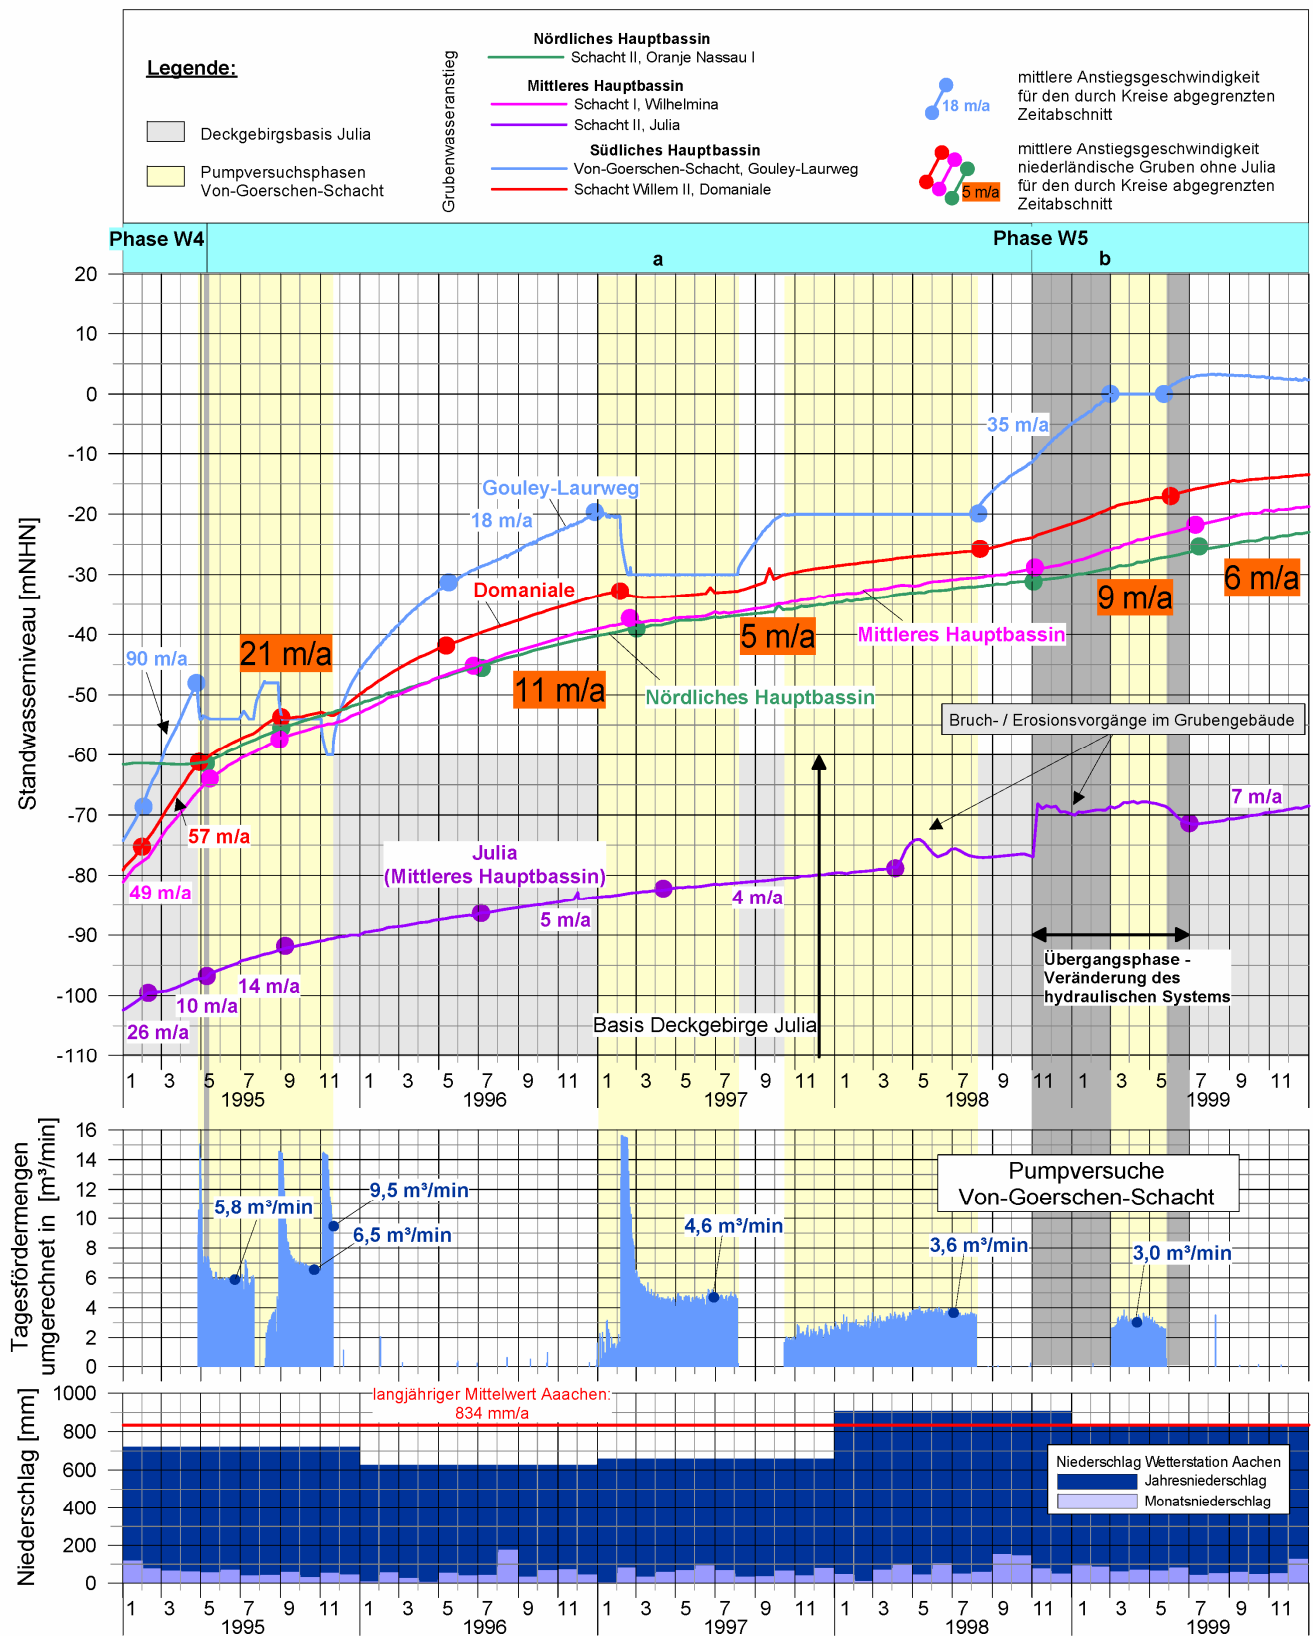 Legende:
Deckgebirgsbasis Julia
Pumpversuchsphasen
Von-Goerschen-Schacht
Grubenwasseranstieg
Nördliches Hauptbassin
Schacht II, Oranje Nassau I
Mittleres Hauptbassin
Schacht I, Wilhelmina
Schacht II, Julia
Südliches Hauptbassin
Von-Goerschen-Schacht, Gouley-Laurweg
Schacht Willem II, Domaniale
18 m/a
mittlere Anstiegsgeschwindigkeit
für den durch Kreise abgegrenzten
Zeitabschnitt
5 m/a
mittlere Anstiegsgeschwindigkeit
niederländische Gruben ohne Julia
für den durch Kreise abgegrenzten
Zeitabschnitt
Phase W4
Phase W5
a
b
Standwasserniveau [mNHN]
20
10
0
-10
-20
-30
-40
-50
-60
-70
-80
-90
-100
-110
35 m/a
Gouley-Laurweg
18 m/a
Domaniale
90 m/a
21 m/a
11 m/a
5 m/a
9 m/a
6 m/a
Mittleres Hauptbassin
Nördliches Hauptbassin
Bruch- / Erosionsvorgänge im Grubengebäude
57 m/a
49 m/a
7 m/a
Julia
(Mittleres Hauptbassin)
5 m/a
4 m/a
14 m/a
10 m/a
26 m/a
Übergangsphase -
Veränderung des
hydraulischen Systems
Basis Deckgebirge Julia
1 3 5 7 9 11 1 3 5 7 9 11 1 3 5 7 9 11 1 3 5 7 9 11 1 3 5 7 9 11
1995 1996 1997 1998 1999
Tagesfördermengen
umgerechnet in [m³/min]
16
14
12
10
8
6
4
2
0
5,8 m³/min
9,5 m³/min
6,5 m³/min
4,6 m³/min
3,6 m³/min
3,0 m³/min
Pumpversuche
Von-Goerschen-Schacht
Niederschlag [mm]
1000
800
600
400
200
0
langjähriger Mittelwert Aaachen:
834 mm/a
Niederschlag Wetterstation Aachen
Jahresniederschlag
Monatsniederschlag
1 3 5 7 9 11 1 3 5 7 9 11 1 3 5 7 9 11 1 3 5 7 9 11 1 3 5 7 9 11
1995 1996 1997 1998 1999